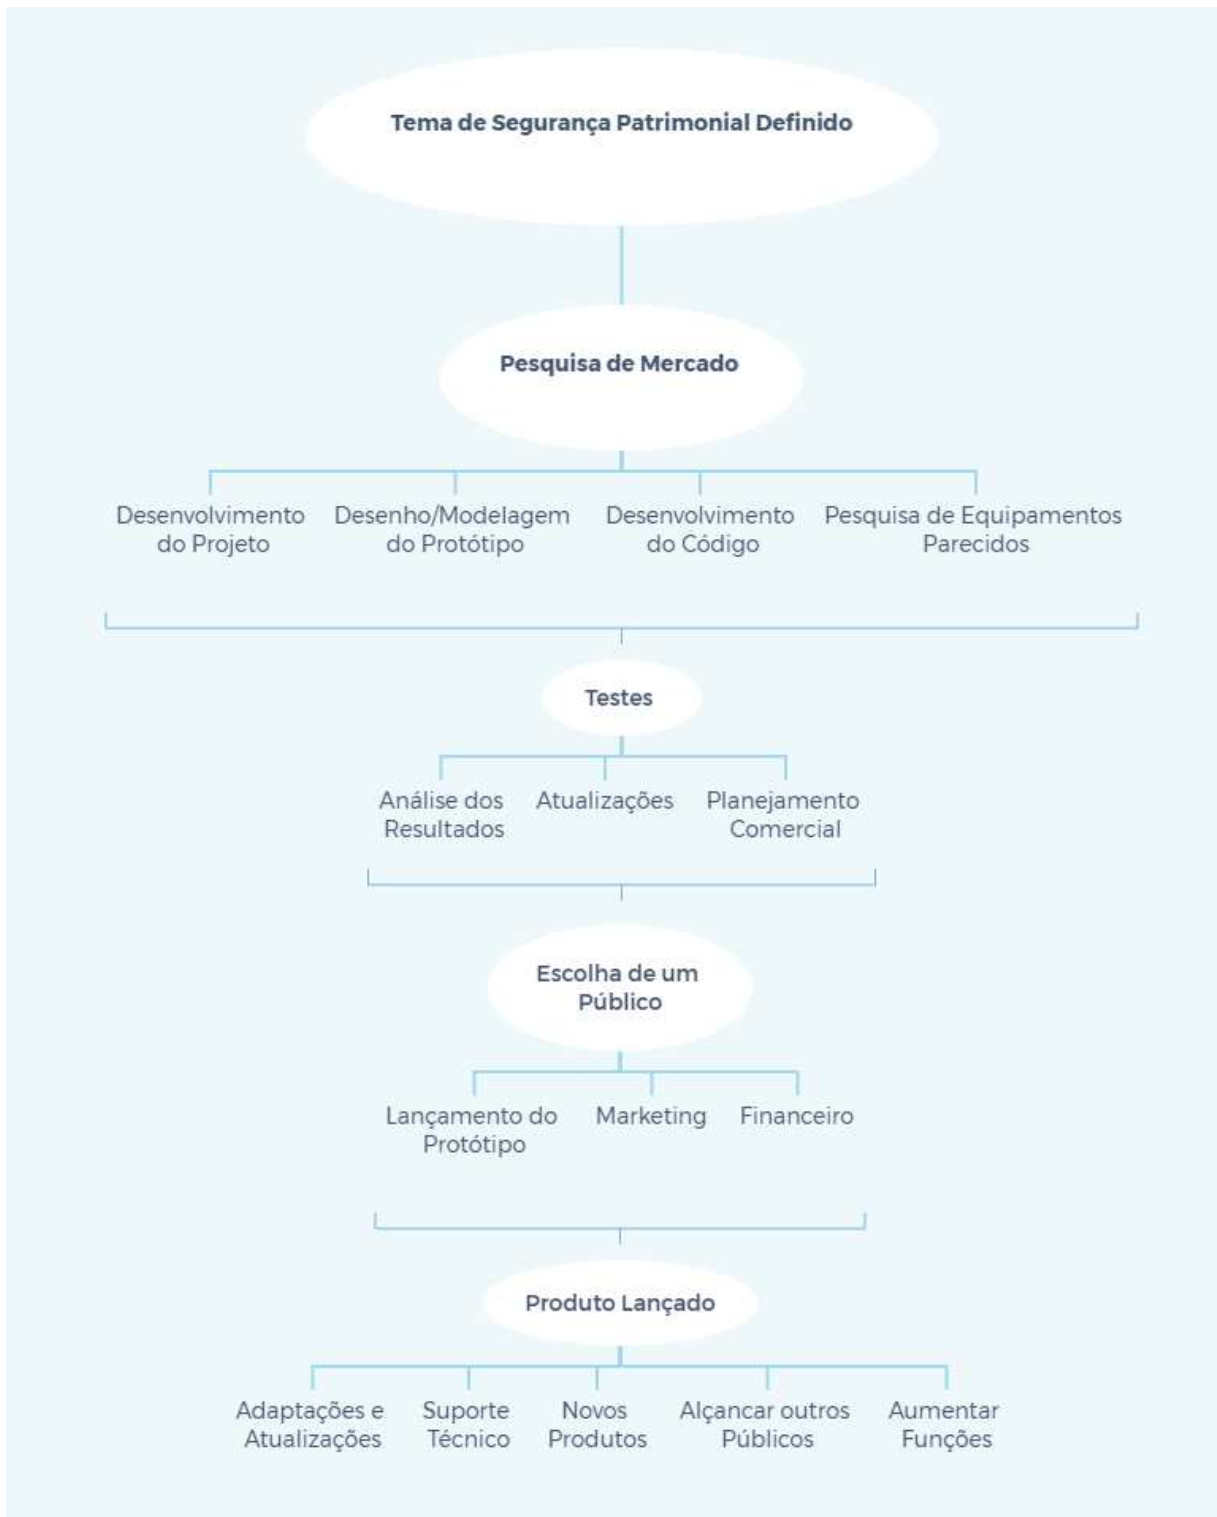 Tema de Segurança Patrimonial Definido
Pesquisa de Mercado
Desenvolvimento
do Projeto
Desenho/Modelagem
do Protótipo
Desenvolvimento
do Código
Pesquisa de Equipamentos
Parecidos
Testes
Análise dos
Resultados
Atualizações
Planejamento
Comercial
Escolha de um
Público
Lançamento do
Protótipo
Marketing
Financeiro
Produto Lançado
Adaptações e
Atualizações
Suporte
Técnico
Novos
Produtos
Alçancar outros
Públicos
Aumentar
Funções